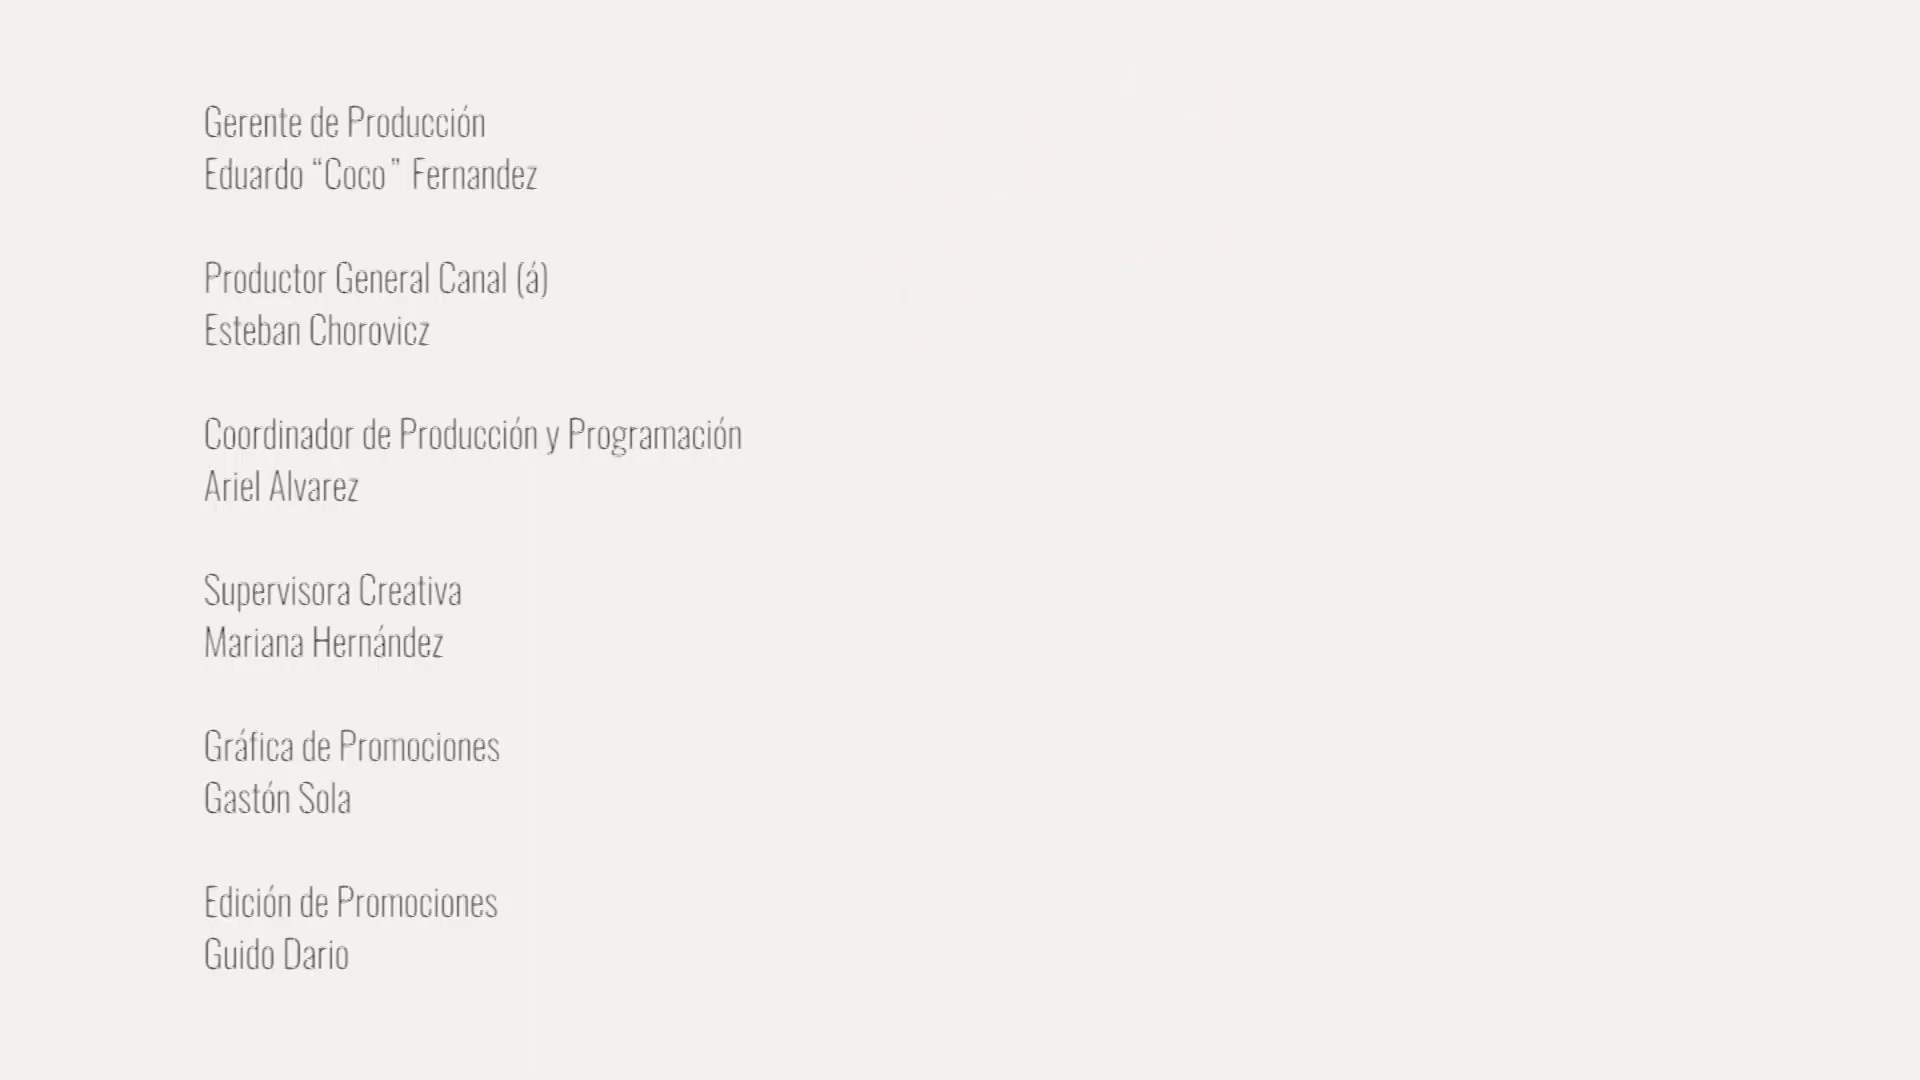 Gerente de Producción
Eduardo “Coco” Fernandez
Productor General Canal (á)
Esteban Chorovicz
Coordinador de Producción y Programación
Ariel Alvarez
Supervisora Creativa
Mariana Hernández
Gráfica de Promociones
Gastón Sola
Edición de Promociones
Guido Dario